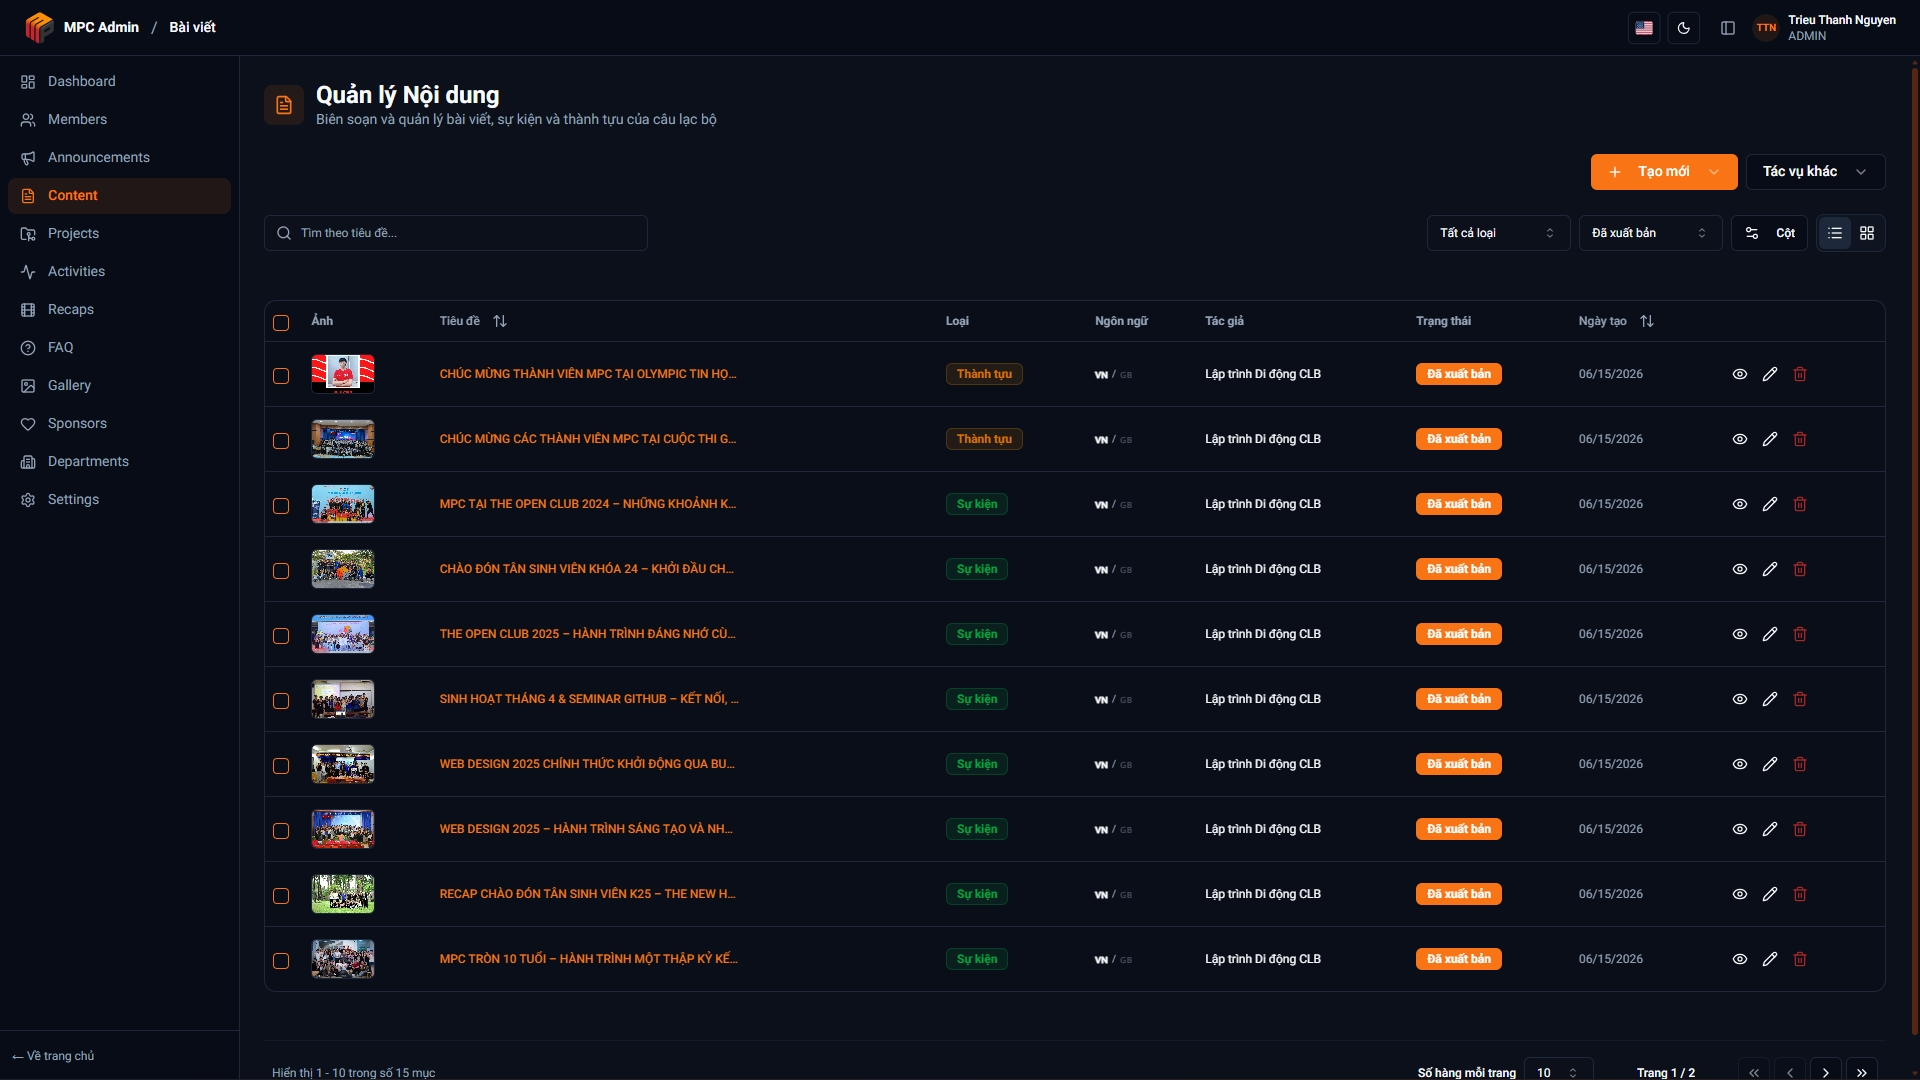 MPC Admin / Bài viết
TTN
Trieu Thanh Nguyen
ADMIN
Dashboard
Members
Announcements
Content
Projects
Activities
Recaps
FAQ
Gallery
Sponsors
Departments
Settings
← Về trang chủ
Quản lý Nội dung
Biên soạn và quản lý bài viết, sự kiện và thành tựu của câu lạc bộ
Tạo mới
Tác vụ khác
Tìm theo tiêu đề...
Tất cả loại
Đã xuất bản
Cột
Ảnh Tiêu đề Loại Ngôn ngữ Tác giả Trạng thái Ngày tạo
CHÚC MỪNG THÀNH VIÊN MPC TẠI OLYMPIC TIN HỌ... Thành tựu VN / GB Lập trình Di động CLB Đã xuất bản 06/15/2026
CHÚC MỪNG CÁC THÀNH VIÊN MPC TẠI CUỘC THI G... Thành tựu VN / GB Lập trình Di động CLB Đã xuất bản 06/15/2026
MPC TẠI THE OPEN CLUB 2024 – NHỮNG KHOẢNH K... Sự kiện VN / GB Lập trình Di động CLB Đã xuất bản 06/15/2026
CHÀO ĐÓN TÂN SINH VIÊN KHÓA 24 – KHỞI ĐẦU CH... Sự kiện VN / GB Lập trình Di động CLB Đã xuất bản 06/15/2026
THE OPEN CLUB 2025 – HÀNH TRÌNH ĐÁNG NHỚ CÙ... Sự kiện VN / GB Lập trình Di động CLB Đã xuất bản 06/15/2026
SINH HOẠT THÁNG 4 & SEMINAR GITHUB – KẾT NỐI, ... Sự kiện VN / GB Lập trình Di động CLB Đã xuất bản 06/15/2026
WEB DESIGN 2025 CHÍNH THỨC KHỞI ĐỘNG QUA BU... Sự kiện VN / GB Lập trình Di động CLB Đã xuất bản 06/15/2026
WEB DESIGN 2025 – HÀNH TRÌNH SÁNG TẠO VÀ NH... Sự kiện VN / GB Lập trình Di động CLB Đã xuất bản 06/15/2026
RECAP CHÀO ĐÓN TÂN SINH VIÊN K25 – THE NEW H... Sự kiện VN / GB Lập trình Di động CLB Đã xuất bản 06/15/2026
MPC TRÒN 10 TUỔI – HÀNH TRÌNH MỘT THẬP KỶ KẾ... Sự kiện VN / GB Lập trình Di động CLB Đã xuất bản 06/15/2026
Hiển thị 1 - 10 trong số 15 mục
Số hàng mỗi trang 10
Trang 1 / 2